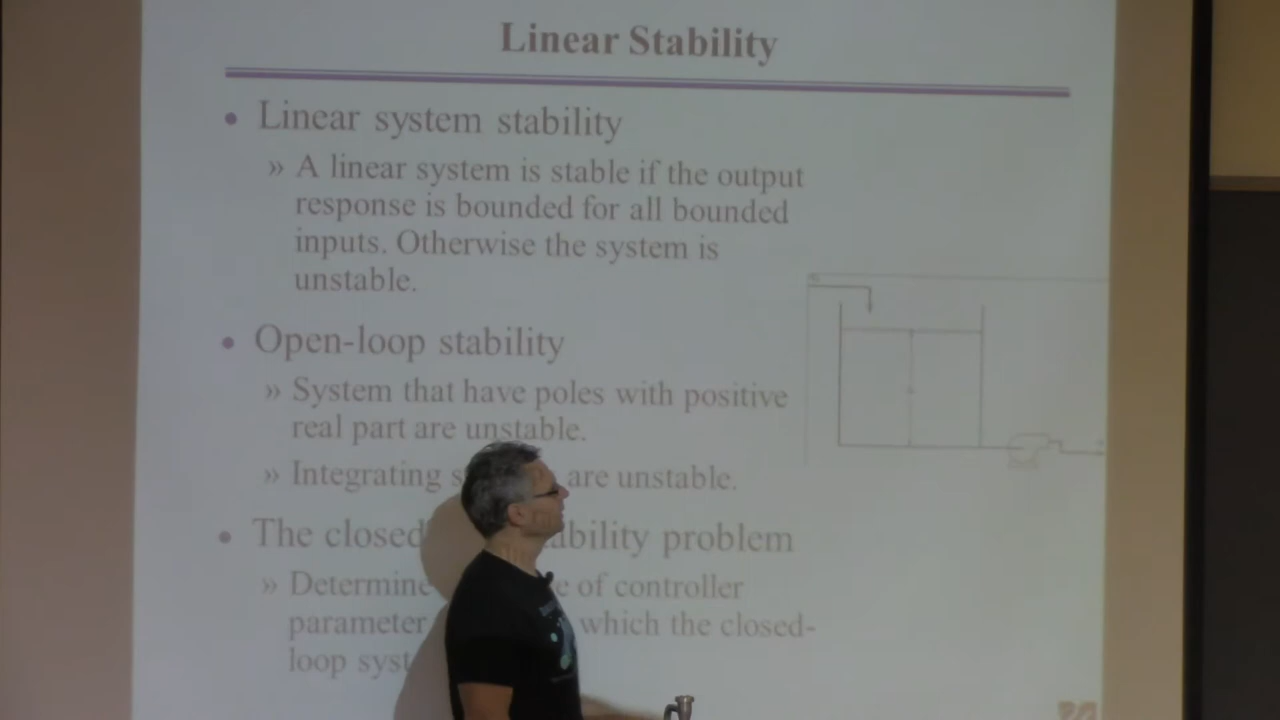 Linear Stability
• Linear system stability
» A linear system is stable if the output
response is bounded for all bounded
inputs. Otherwise the system is
unstable.
• Open-loop stability
» System that have poles with positive
real part are unstable.
» Integrating are unstable.
• The closed problem
» Determine of controller
parameter which the closed-
loop